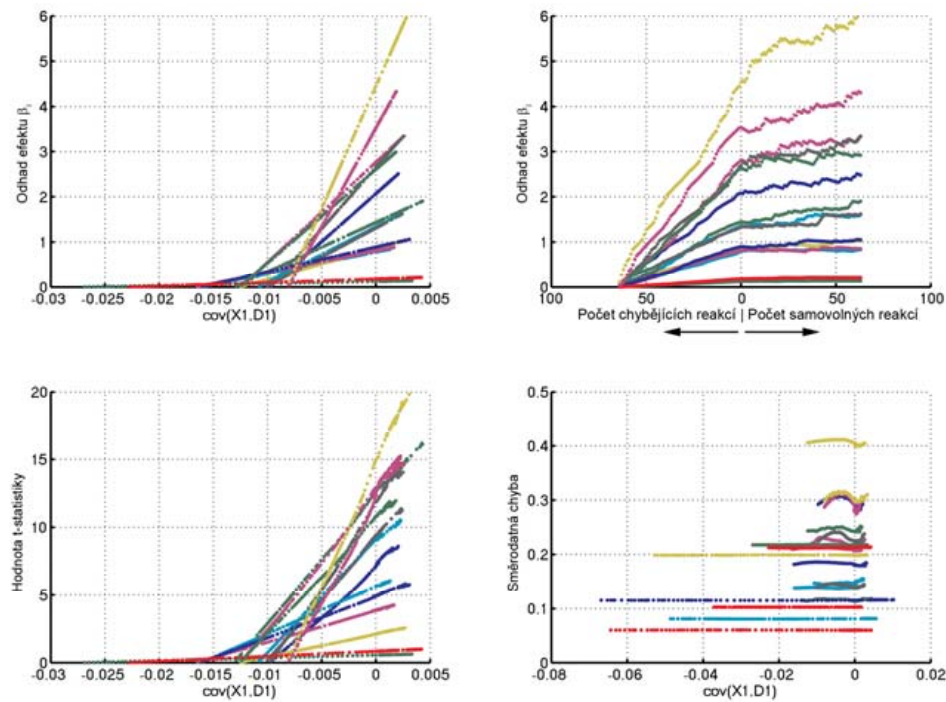 6
5
4
3
2
1
0
Odhad efektu βi
-0.03 -0.025 -0.02 -0.015 -0.01 -0.005 0 0.005
cov(X1.D1)
6
5
4
3
2
1
0
Odhad efektu βi
100 50 0 50 100
Počet chybějících reakcí | Počet samovolných reakcí
20
15
10
5
0
Hodnota t-statistiky
-0.03 -0.025 -0.02 -0.015 -0.01 -0.005 0 0.005
cov(X1.D1)
0.5
0.4
0.3
0.2
0.1
0
Směrodatná chyba
-0.08 -0.06 -0.04 -0.02 0 0.02
cov(X1.D1)